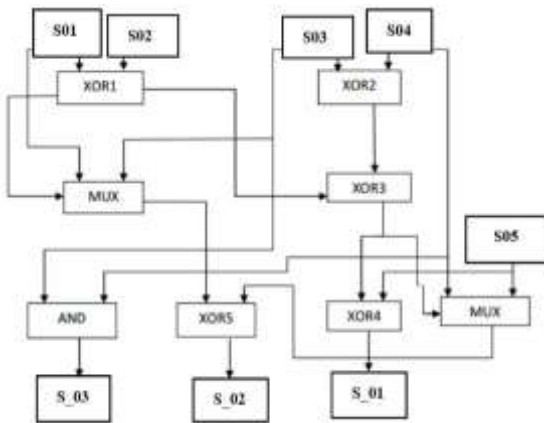 S01 S02 S03 S04
XOR1 XOR2
MUX XOR3
S05
AND XOR5 XOR4 MUX
S_03 S_02 S_01